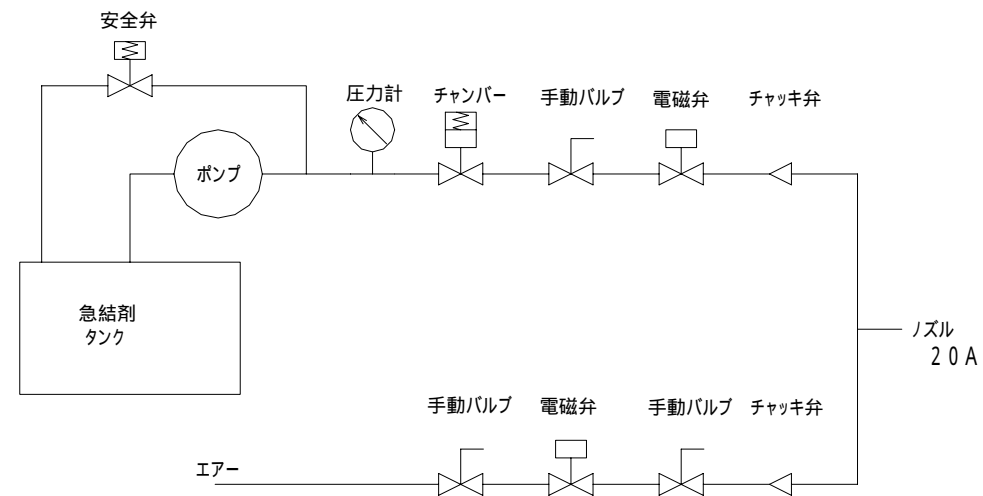 安全弁
圧力計
チャンバー
手動バルブ
電磁弁
チャッキ弁
ポンプ
急結剤
タンク
ノズル
20A
手動バルブ
電磁弁
手動バルブ
チャッキ弁
エアー